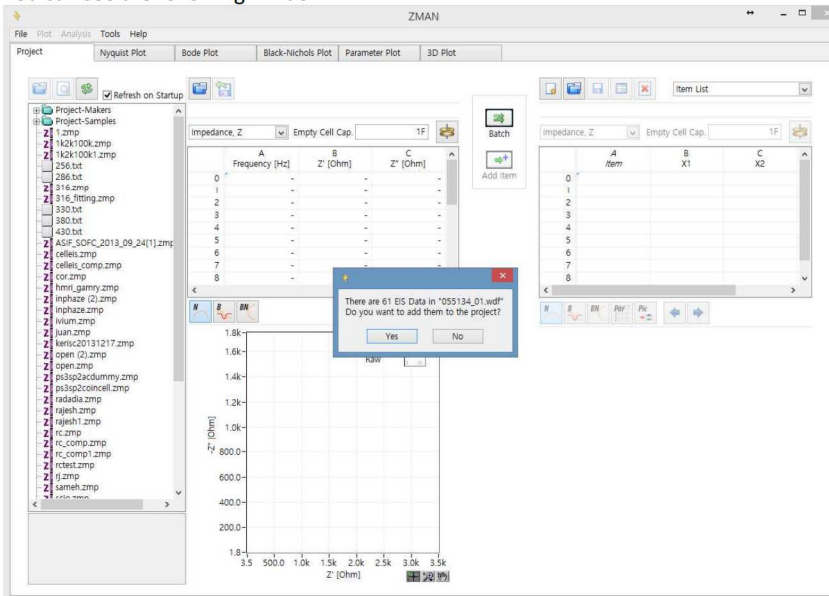 ZMAN
File Plot Analysis Tools Help
Project Nyquist Plot Bode Plot Black-Nichols Plot Parameter Plot 3D Plot
Refresh on Startup
Item List
Project-Makers
Project-Samples
1.zmp
1k2k100k.zmp
1k2k100k1.zmp
256.txt
286.txt
316.zmp
316_fitting.zmp
330.txt
380.txt
430.txt
ASIF_SOFC_2013_09_24[1].zmp
celleis.zmp
celleis_comp.zmp
cor.zmp
hmri_gamry.zmp
inphaze (2).zmp
inphaze.zmp
ivium.zmp
juan.zmp
kerisc20131217.zmp
open (2).zmp
open.zmp
ps3sp2acdummy.zmp
ps3sp2coincell.zmp
radadia.zmp
rajesh.zmp
rajesh1.zmp
rc.zmp
rc_comp.zmp
rc_comp1.zmp
rctest.zmp
rj.zmp
sameh.zmp
Impedance, Z Empty Cell Cap. 1F
A B C
Frequency [Hz] Z' [Ohm] Z" [Ohm]
0 - - -
1 - - -
2 - - -
3 - - -
4 - - -
5 - - -
6 - - -
7 - - -
8 - - -
Batch
Add Item
Impedance, Z Empty Cell Cap. 1F
A B C
Item X1 X2
0
1
2
3
4
5
6
7
8
There are 61 EIS Data in "055134_01.wdf"
Do you want to add them to the project?
Yes No
N B BN
N B BN Par Pic
Raw
1.8k
1.6k
1.4k
1.2k
1.0k
800.0
600.0
400.0
200.0
1.8
-Z" [Ohm]
3.5 500.0 1.0k 1.5k 2.0k 2.5k 3.0k 3.5k
Z' [Ohm]